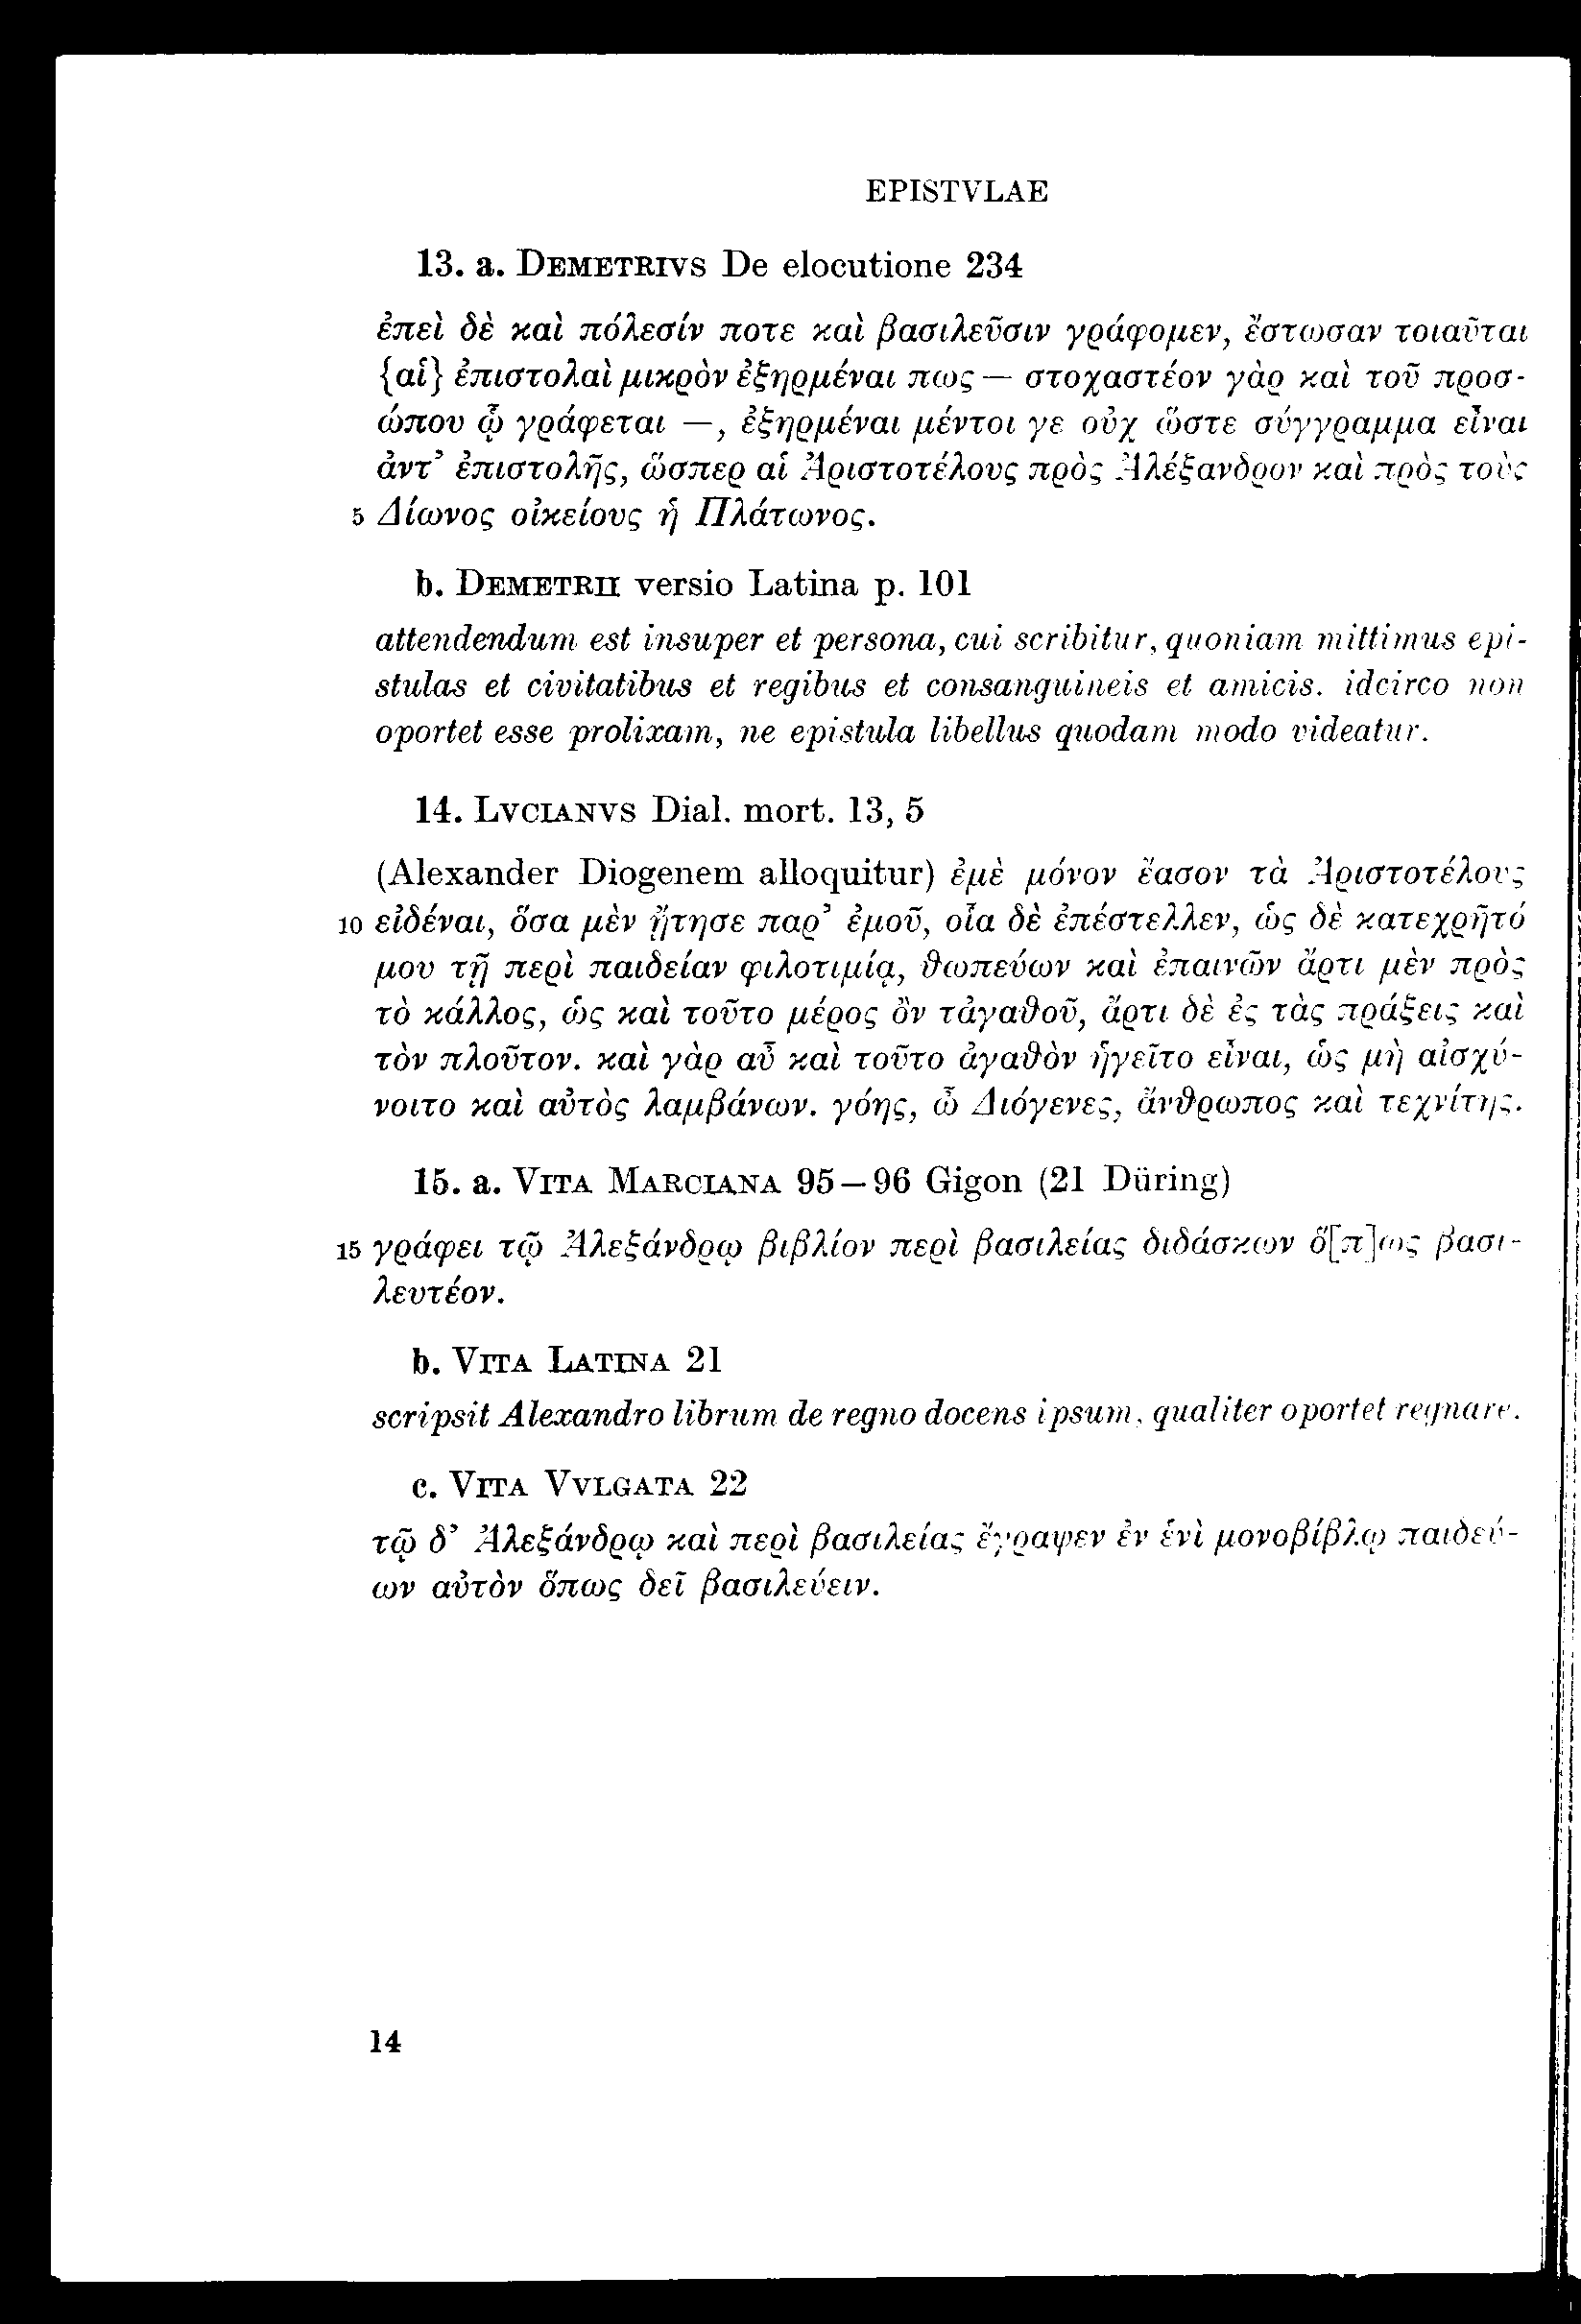 EPISTVLAE
13. a. DEMETRIVS De elocutione 234
ἐπεὶ δὲ καὶ πόλεσίν ποτε καὶ βασιλεῦσιν γράφομεν, ἔστωσαν τοιαῦται
{αἱ} ἐπιστολαὶ μικρὸν ἐξηρμέναι πως — στοχαστέον γὰρ καὶ τοῦ προσ-
ώπου ᾧ γράφεται —, ἐξηρμέναι μέντοι γε οὐχ ὥστε σύγγραμμα εἶναι
ἀντ’ ἐπιστολῆς, ὥσπερ αἱ Ἀριστοτέλους πρὸς Ἀλέξανδρον καὶ πρὸς τοὺς
5 Δίωνος οἰκείους ἡ Πλάτωνος.
b. DEMETRII versio Latina p. 101
attendendum est insuper et persona, cui scribitur, quoniam mittimus epi-
stulas et civitatibus et regibus et consanguineis et amicis. idcirco non
oportet esse prolixam, ne epistula libellus quodam modo videatur.
14. LVCIANVS Dial. mort. 13, 5
(Alexander Diogenem alloquitur) ἐμὲ μόνον ἔασον τὰ Ἀριστοτέλους
10 εἰδέναι, ὅσα μὲν ᾔτησε παρ’ ἐμοῦ, οἷα δὲ ἐπέστελλεν, ὡς δὲ κατεχρῆτό
μου τῇ περὶ παιδείαν φιλοτιμίᾳ, θωπεύων καὶ ἐπαινῶν ἄρτι μὲν πρὸς
τὸ κάλλος, ὡς καὶ τοῦτο μέρος ὂν τἀγαθοῦ, ἄρτι δὲ ἐς τὰς πράξεις καὶ
τὸν πλοῦτον. καὶ γὰρ αὖ καὶ τοῦτο ἀγαθὸν ἡγεῖτο εἶναι, ὡς μὴ αἰσχύ-
νοιτο καὶ αὐτὸς λαμβάνων. γόης, ὦ Διόγενες, ἄνθρωπος καὶ τεχνίτης.
15. a. VITA MARCIANA 95 – 96 Gigon (21 Düring)
15 γράφει τῷ Ἀλεξάνδρῳ βιβλίον περὶ βασιλείας διδάσκων ὅ[π]ως βασι-
λευτέον.
b. VITA LATINA 21
scripsit Alexandro librum de regno docens ipsum, qualiter oportet regnare.
c. VITA VVLGATA 22
τῷ δ’ Ἀλεξάνδρῳ καὶ περὶ βασιλείας ἔγραψεν ἐν ἑνὶ μονοβίβλῳ παιδεύ-
ων αὐτὸν ὅπως δεῖ βασιλεύειν.
14